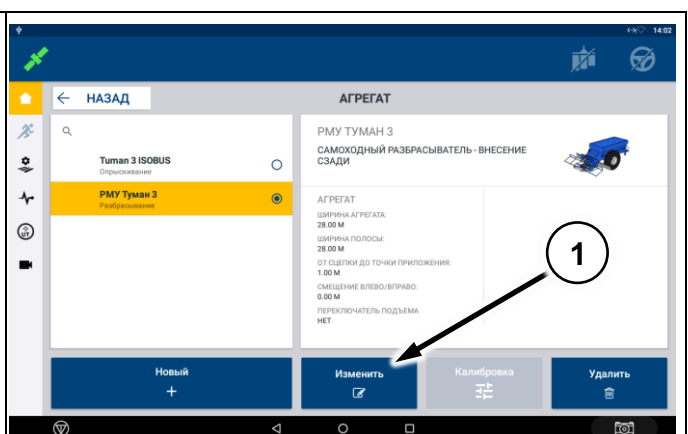 14:02
НАЗАД
АГРЕГАТ
Tuman 3 ISOBUS
Опрыскивание
РМУ Туман 3
Разбрасывание
РМУ ТУМАН 3
САМОХОДНЫЙ РАЗБРАСЫВАТЕЛЬ - ВНЕСЕНИЕ
СЗАДИ
АГРЕГАТ
ШИРИНА АГРЕГАТА:
28.00 М
ШИРИНА ПОЛОСЫ:
28.00 М
ОТ СЦЕПКИ ДО ТОЧКИ ПРИЛОЖЕНИЯ:
1.00 М
СМЕЩЕНИЕ ВЛЕВО/ВПРАВО:
0.00 М
ПЕРЕКЛЮЧАТЕЛЬ ПОДЪЕМА
НЕТ
1
UT
Новый
+
Изменить
Калибровка
Удалить